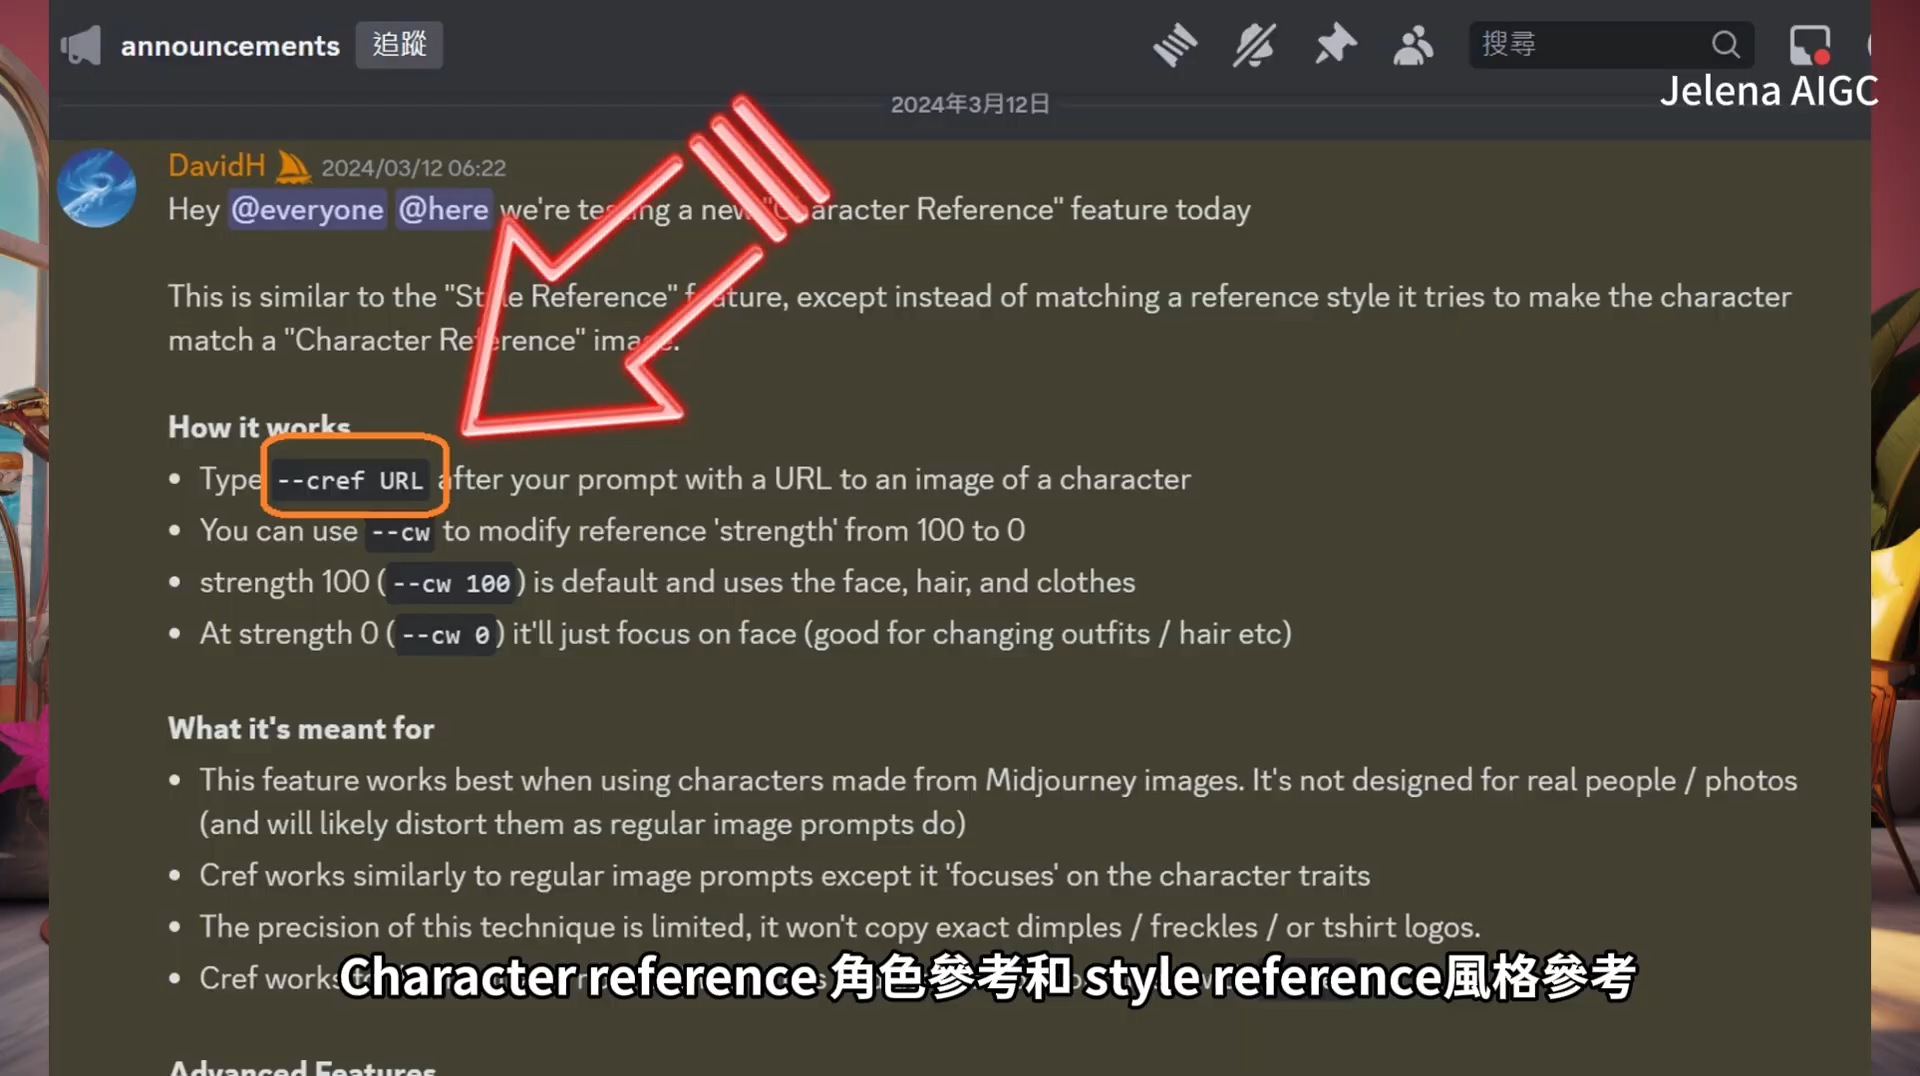 announcements 追蹤 搜尋
Jelena AIGC
2024年3月12日
DavidH 2024/03/12 06:22
Hey @everyone @here we're testing a new "Character Reference" feature today
This is similar to the "Style Reference" feature, except instead of matching a reference style it tries to make the character
match a "Character Reference" image.
How it works
• Type --cref URL after your prompt with a URL to an image of a character
• You can use --cw to modify reference 'strength' from 100 to 0
• strength 100 (--cw 100) is default and uses the face, hair, and clothes
• At strength 0 (--cw 0) it'll just focus on face (good for changing outfits / hair etc)
What it's meant for
• This feature works best when using characters made from Midjourney images. It's not designed for real people / photos
(and will likely distort them as regular image prompts do)
• Cref works similarly to regular image prompts except it 'focuses' on the character traits
• The precision of this technique is limited, it won't copy exact dimples / freckles / or tshirt logos.
• Cref works
Character reference 角色參考和 style reference風格參考
Advanced Features